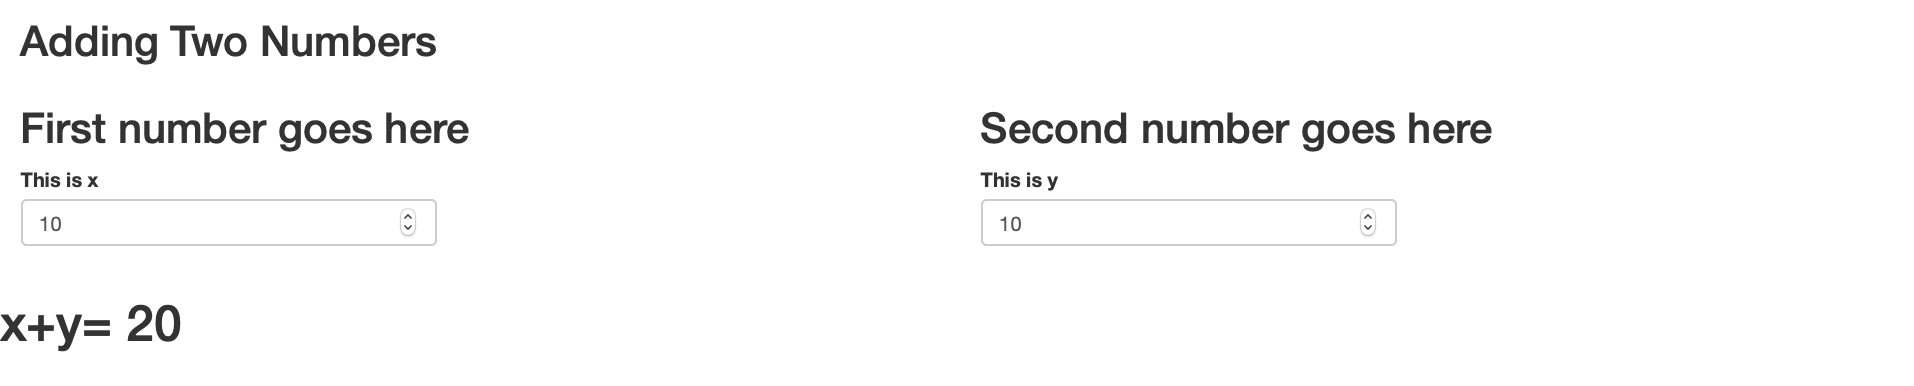 Adding Two Numbers
First number goes here
Second number goes here
This is x
This is y
10
10
x+y= 20